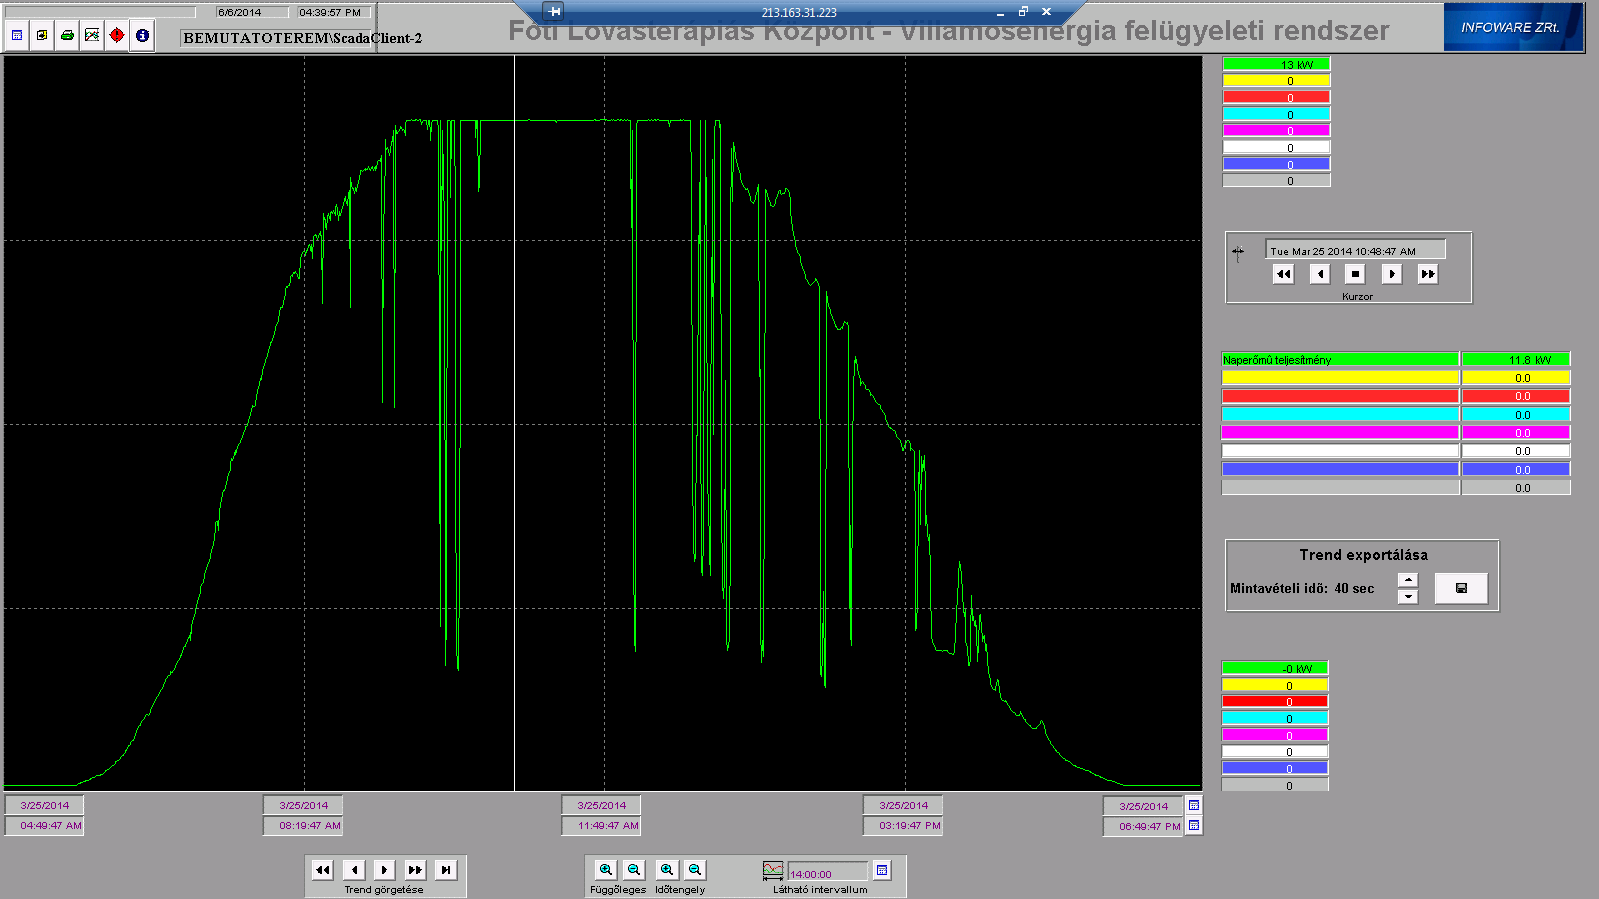 6/6/2014
04:39:57 PM
213.163.31.223
BEMUTATOTEREM\ScadaClient-2
Fóti Lovasterápiás Központ - Villamosenergia felügyeleti rendszer
INFOWARE ZRt.
13 kW
0
0
0
0
0
0
0
Tue Mar 25 2014 10:48:47 AM
Kurzor
Naperőmű teljesítmény 11.8 kW
0.0
0.0
0.0
0.0
0.0
0.0
0.0
Trend exportálása
Mintavételi idő: 40 sec
-0 kW
0
0
0
0
0
0
0
3/25/2014 3/25/2014 3/25/2014 3/25/2014 3/25/2014
04:49:47 AM 08:19:47 AM 11:49:47 AM 03:19:47 PM 06:49:47 PM
14:00:00
Trend görgetése Függőleges Időtengely Látható intervallum